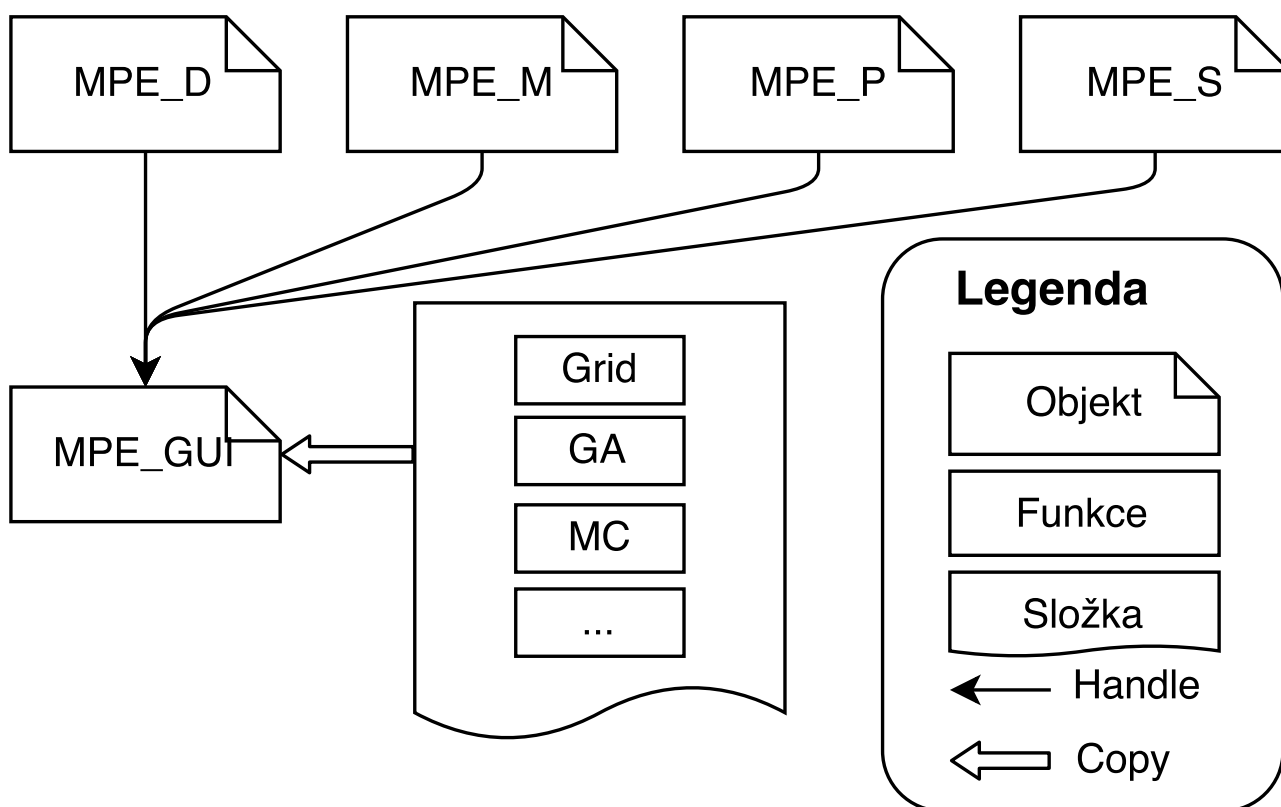 MPE_D
MPE_M
MPE_P
MPE_S
MPE_GUI
Grid
GA
MC
...
Legenda
Objekt
Funkce
Složka
Handle
Copy